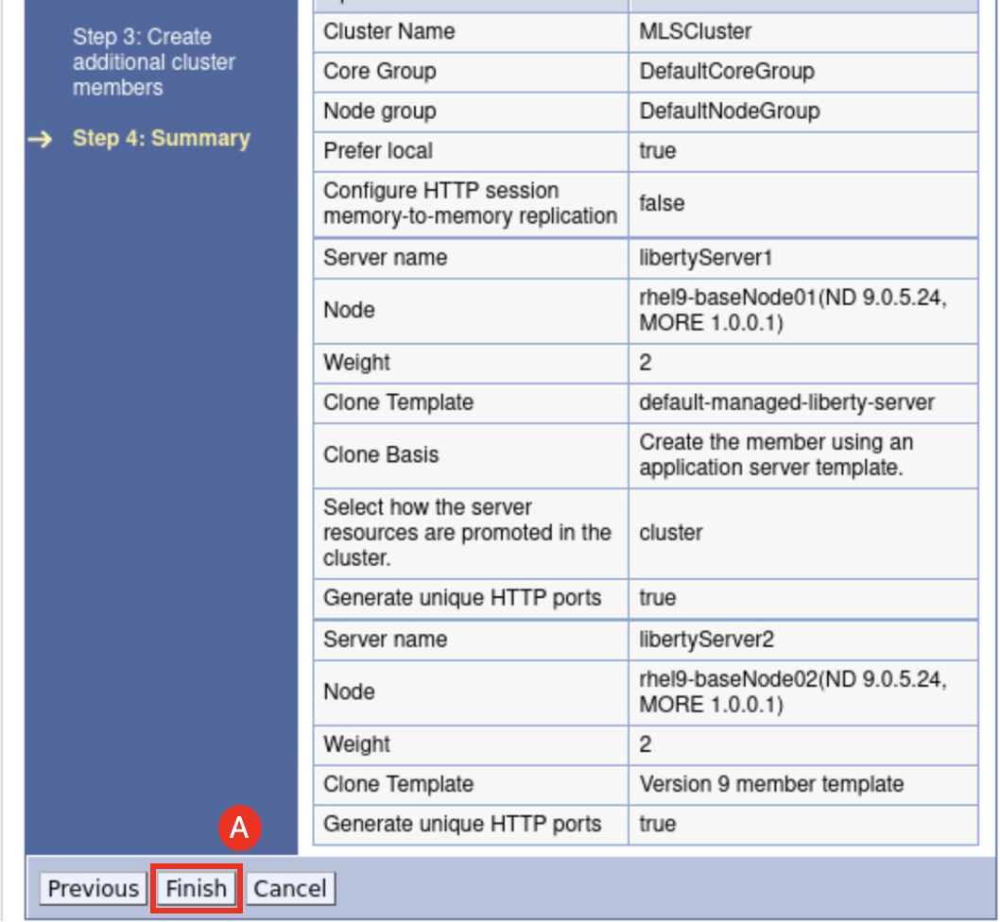 Step 3: Create
additional cluster
members
Step 4: Summary
Cluster Name MLSCluster
Core Group DefaultCoreGroup
Node group DefaultNodeGroup
Prefer local true
Configure HTTP session
memory-to-memory replication
false
Server name libertyServer1
Node
rhel9-baseNode01(ND 9.0.5.24,
MORE 1.0.0.1)
Weight 2
Clone Template default-managed-liberty-server
Clone Basis
Create the member using an
application server template.
Select how the server
resources are promoted in the
cluster.
cluster
Generate unique HTTP ports true
Server name libertyServer2
Node
rhel9-baseNode02(ND 9.0.5.24,
MORE 1.0.0.1)
Weight 2
Clone Template Version 9 member template
Generate unique HTTP ports true
A
Previous Finish Cancel